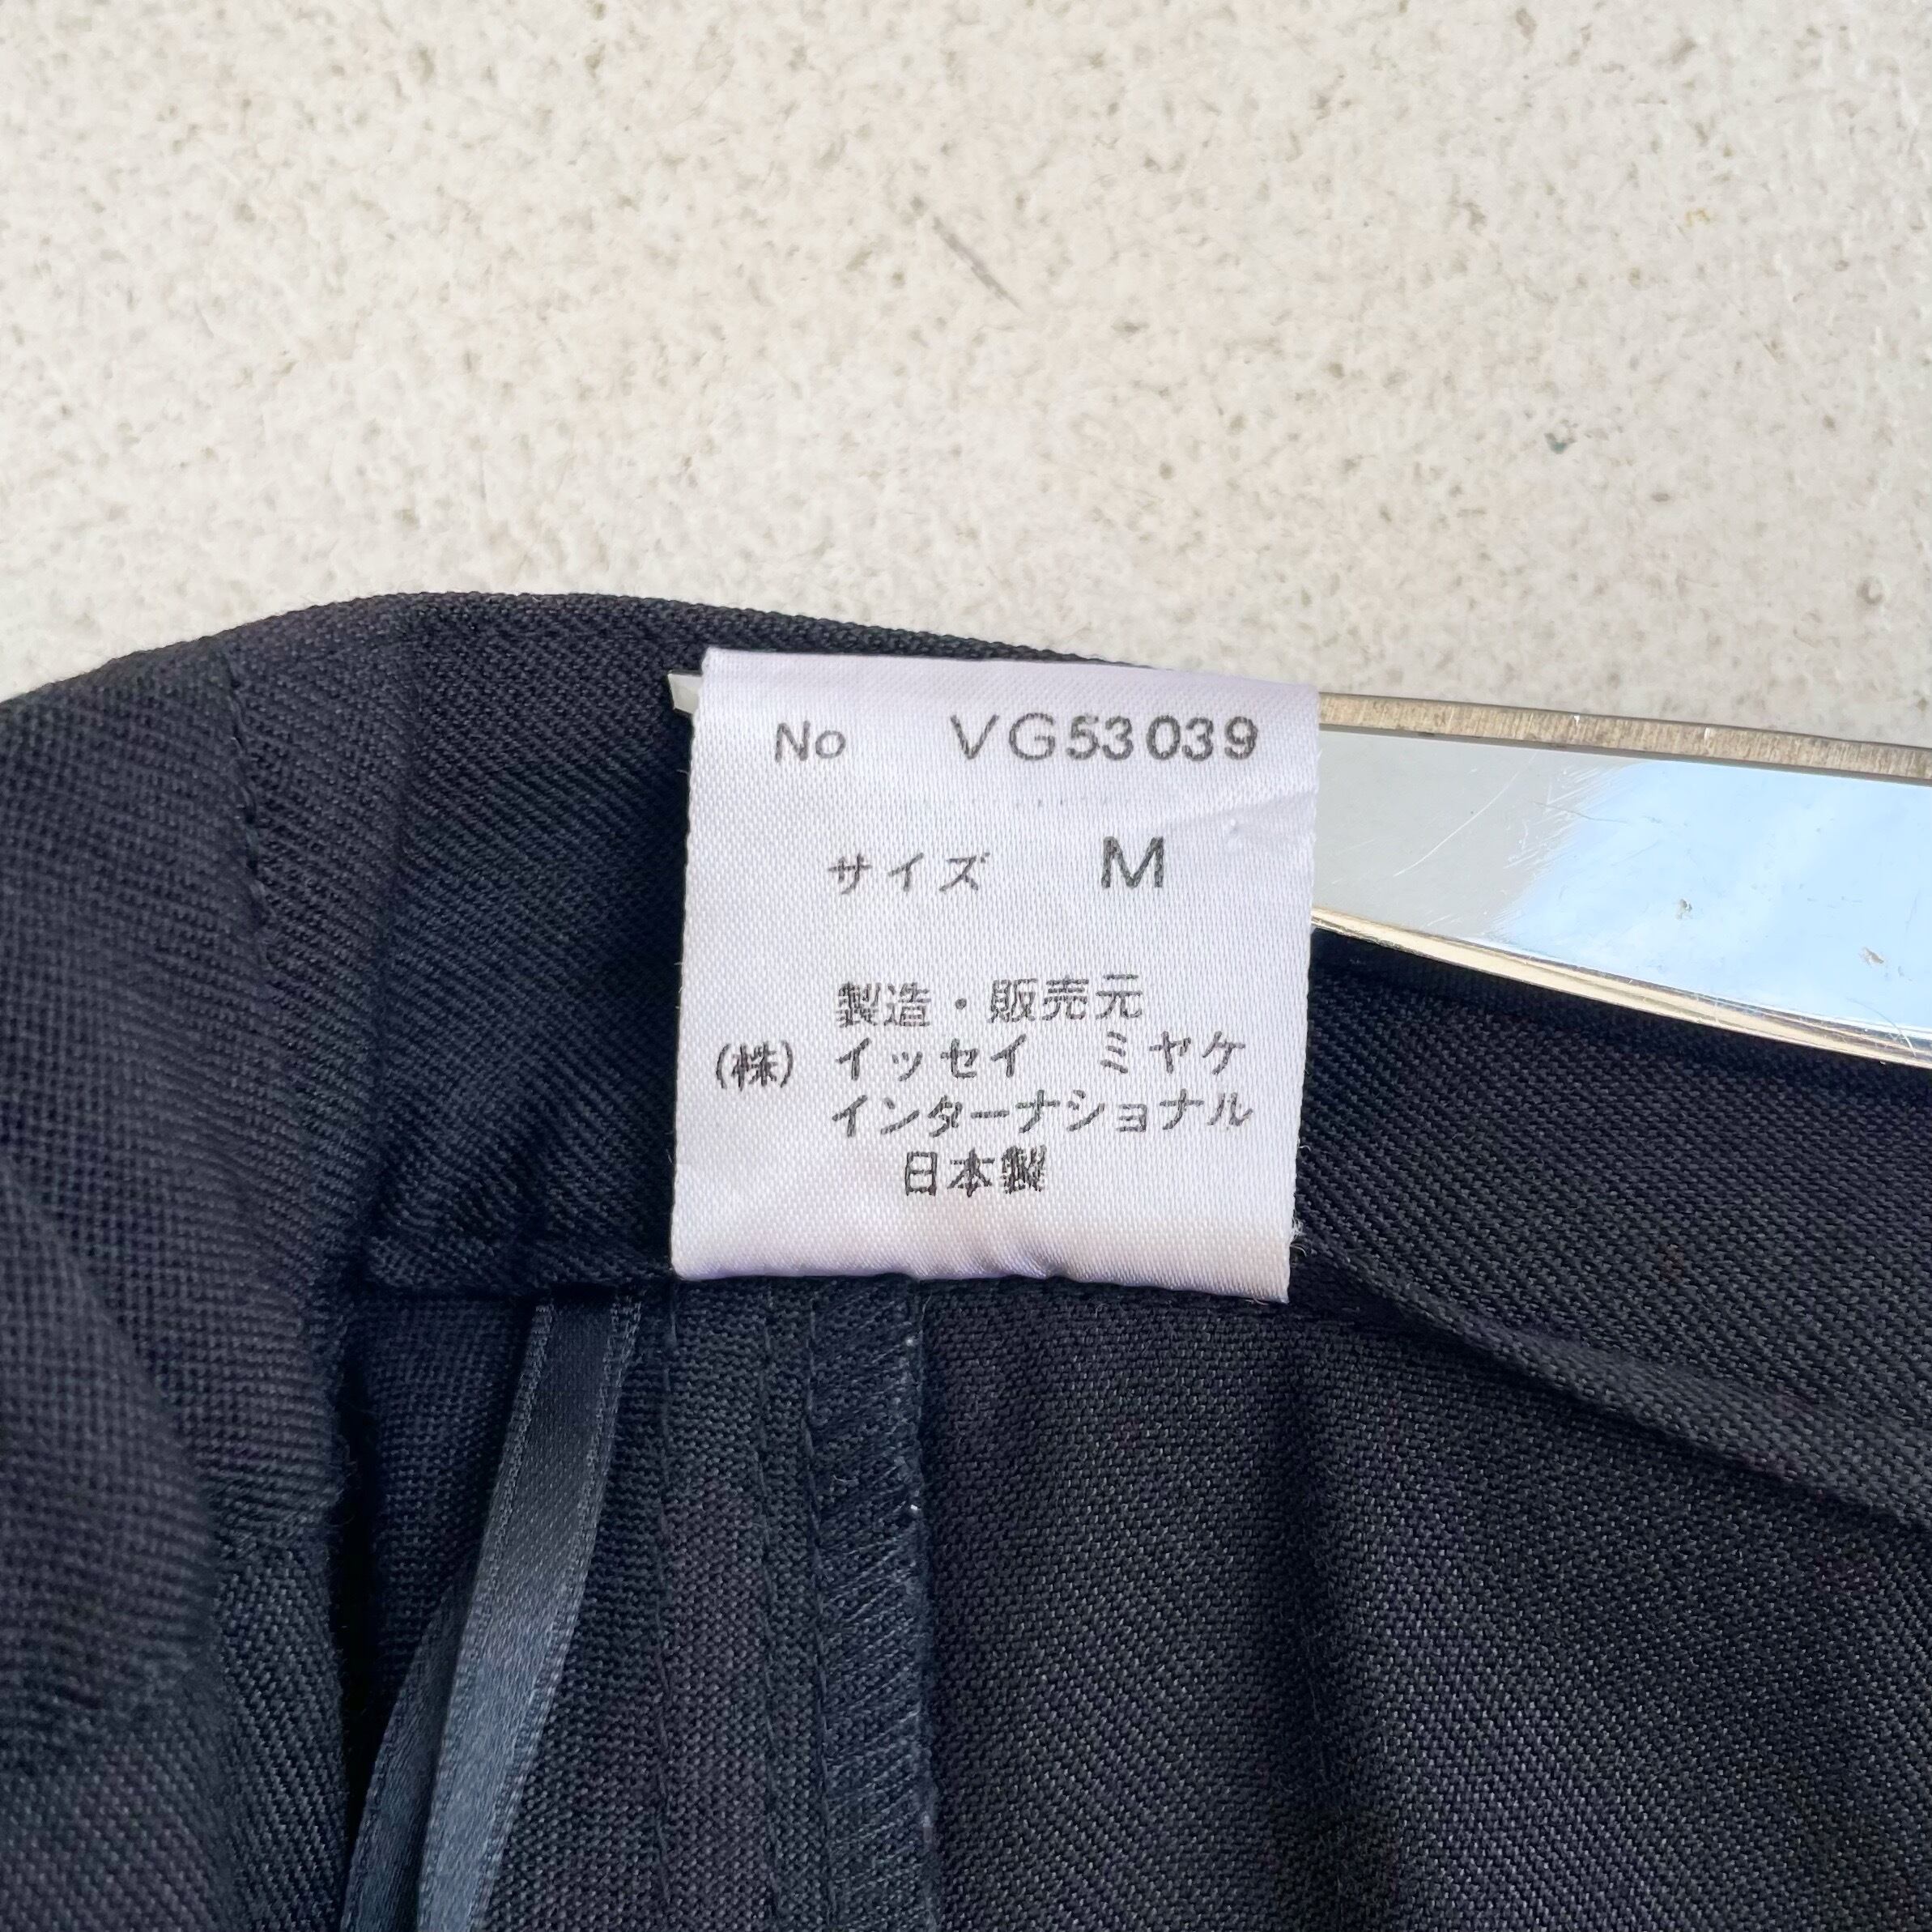 No VG53039
サイズ M
製造・販売元
(株) イッセイ ミヤケ
インターナショナル
日本製